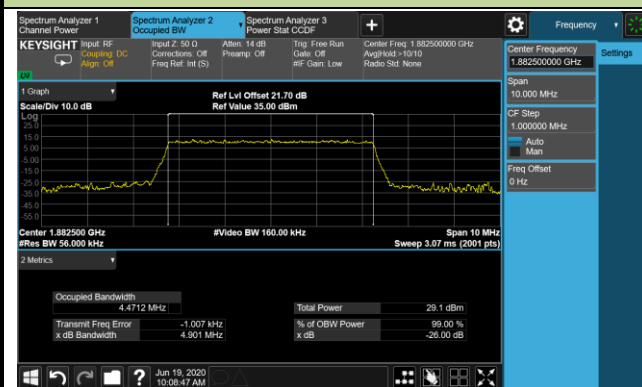 Spectrum Analyzer 1
Channel Power
Spectrum Analyzer 2
Occupied BW
Spectrum Analyzer 3
Power Stat CCDF
+
Frequency
KEYSIGHT
Input: RF
Coupling: DC
Align: Off
Input Z: 50 Ω
Corrections: Off
Freq Ref: Int (S)
Atten: 14 dB
Preamp: Off
Trig: Free Run
Gate: Off
#IF Gain: Low
Center Freq: 1.882500000 GHz
Avg|Hold:>10/10
Radio Std: None
Center Frequency
1.882500000 GHz
Settings
Span
10.000 MHz
CF Step
1.000000 MHz
Auto
Man
Freq Offset
0 Hz
1 Graph
Scale/Div 10.0 dB
Ref Lvl Offset 21.70 dB
Ref Value 35.00 dBm
Log
25.0
15.0
5.00
-5.00
-15.0
-25.0
-35.0
-45.0
-55.0
Center 1.882500 GHz
#Video BW 160.00 kHz
Span 10 MHz
#Res BW 56.000 kHz
Sweep 3.07 ms (2001 pts)
2 Metrics
Occupied Bandwidth
4.4712 MHz
Total Power
29.1 dBm
Transmit Freq Error
-1.007 kHz
% of OBW Power
99.00 %
x dB Bandwidth
4.901 MHz
x dB
-26.00 dB
?
Jun 19, 2020
10:08:47 AM